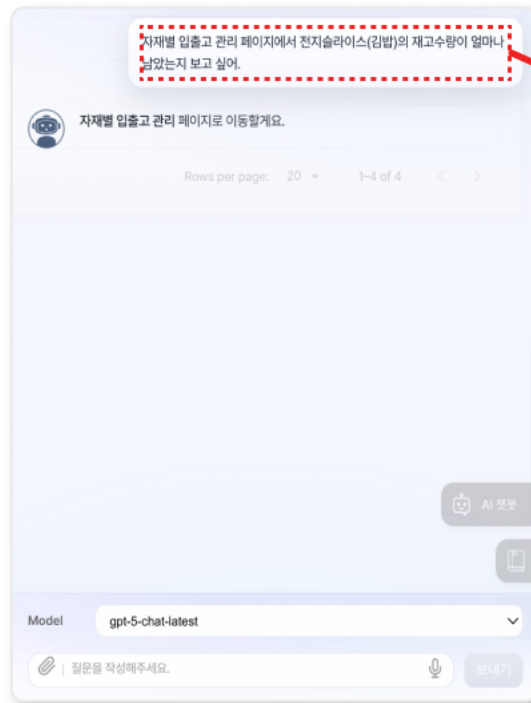 자재별 입출고 관리 페이지에서 전지슬라이스(김밥)의 재고수량이 얼마나
남았는지 보고 싶어.
자재별 입출고 관리 페이지로 이동할게요.
Rows per page: 20 1-4 of 4
AI 챗봇
Model gpt-5-chat-latest
질문을 작성해주세요. 보내기